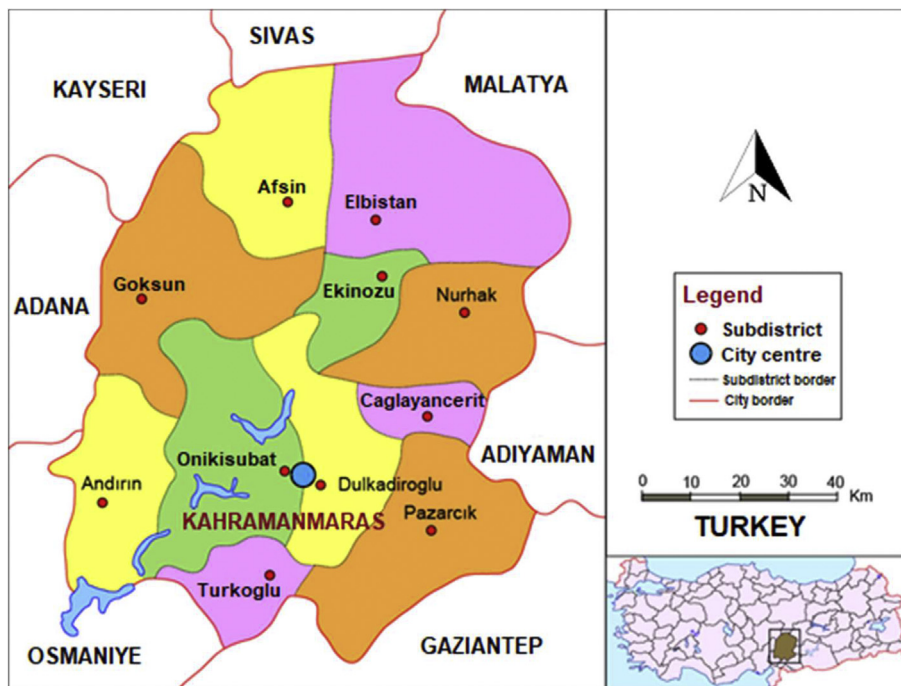 SIVAS
KAYSERI
MALATYA
Afsin
Elbistan
Goksun
Ekinozu
Nurhak
ADANA
Caglayancerit
ADIYAMAN
Onikisubat
Andırın
Dulkadiroglu
KAHRAMANMARAS
Pazarcık
Turkoglu
OSMANIYE
GAZIANTEP
N
Legend
Subdistrict
City centre
Subdistrict border
City border
0 10 20 30 40
Km
TURKEY